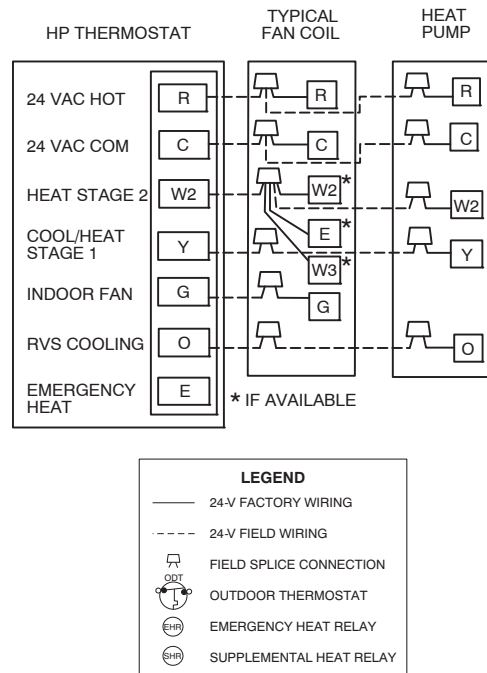 HP THERMOSTAT
TYPICAL
FAN COIL
HEAT
PUMP
24 VAC HOT R R R
24 VAC COM C C C
HEAT STAGE 2 W2 W2* W2
E*
COOL/HEAT
STAGE 1 Y W3* Y
INDOOR FAN G G
RVS COOLING O O
EMERGENCY
HEAT E
* IF AVAILABLE
LEGEND
24-V FACTORY WIRING
24-V FIELD WIRING
FIELD SPLICE CONNECTION
ODT
OUTDOOR THERMOSTAT
EHR EMERGENCY HEAT RELAY
SHR SUPPLEMENTAL HEAT RELAY